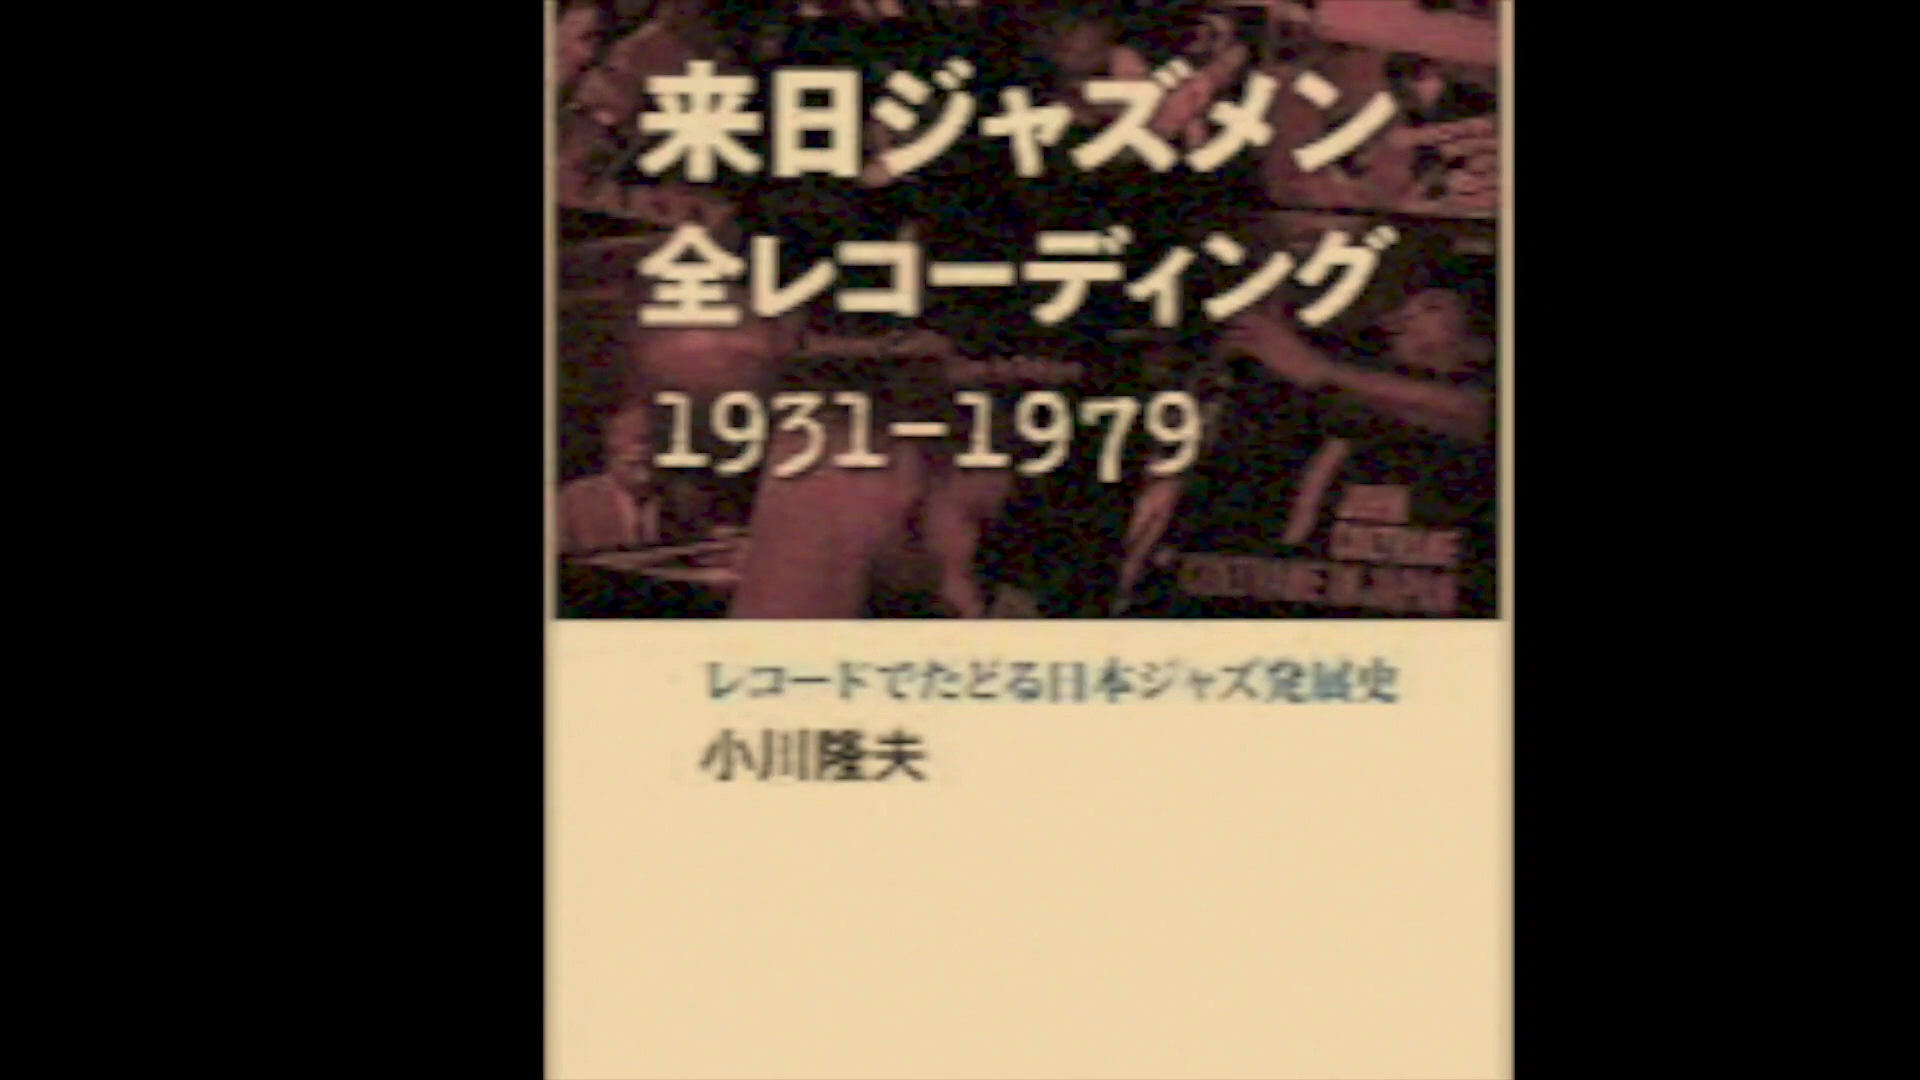 来日ジャズメン
全レコーディング
1931-1979
レコードでたどる日本ジャズ発展史
小川隆夫